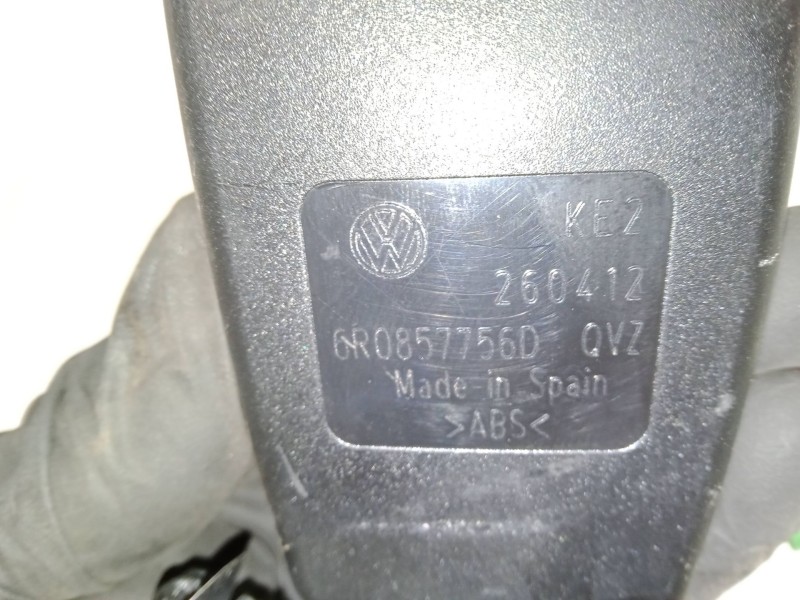 KE2
260412
6R0857756D QVZ
Made in Spain
>ABS<